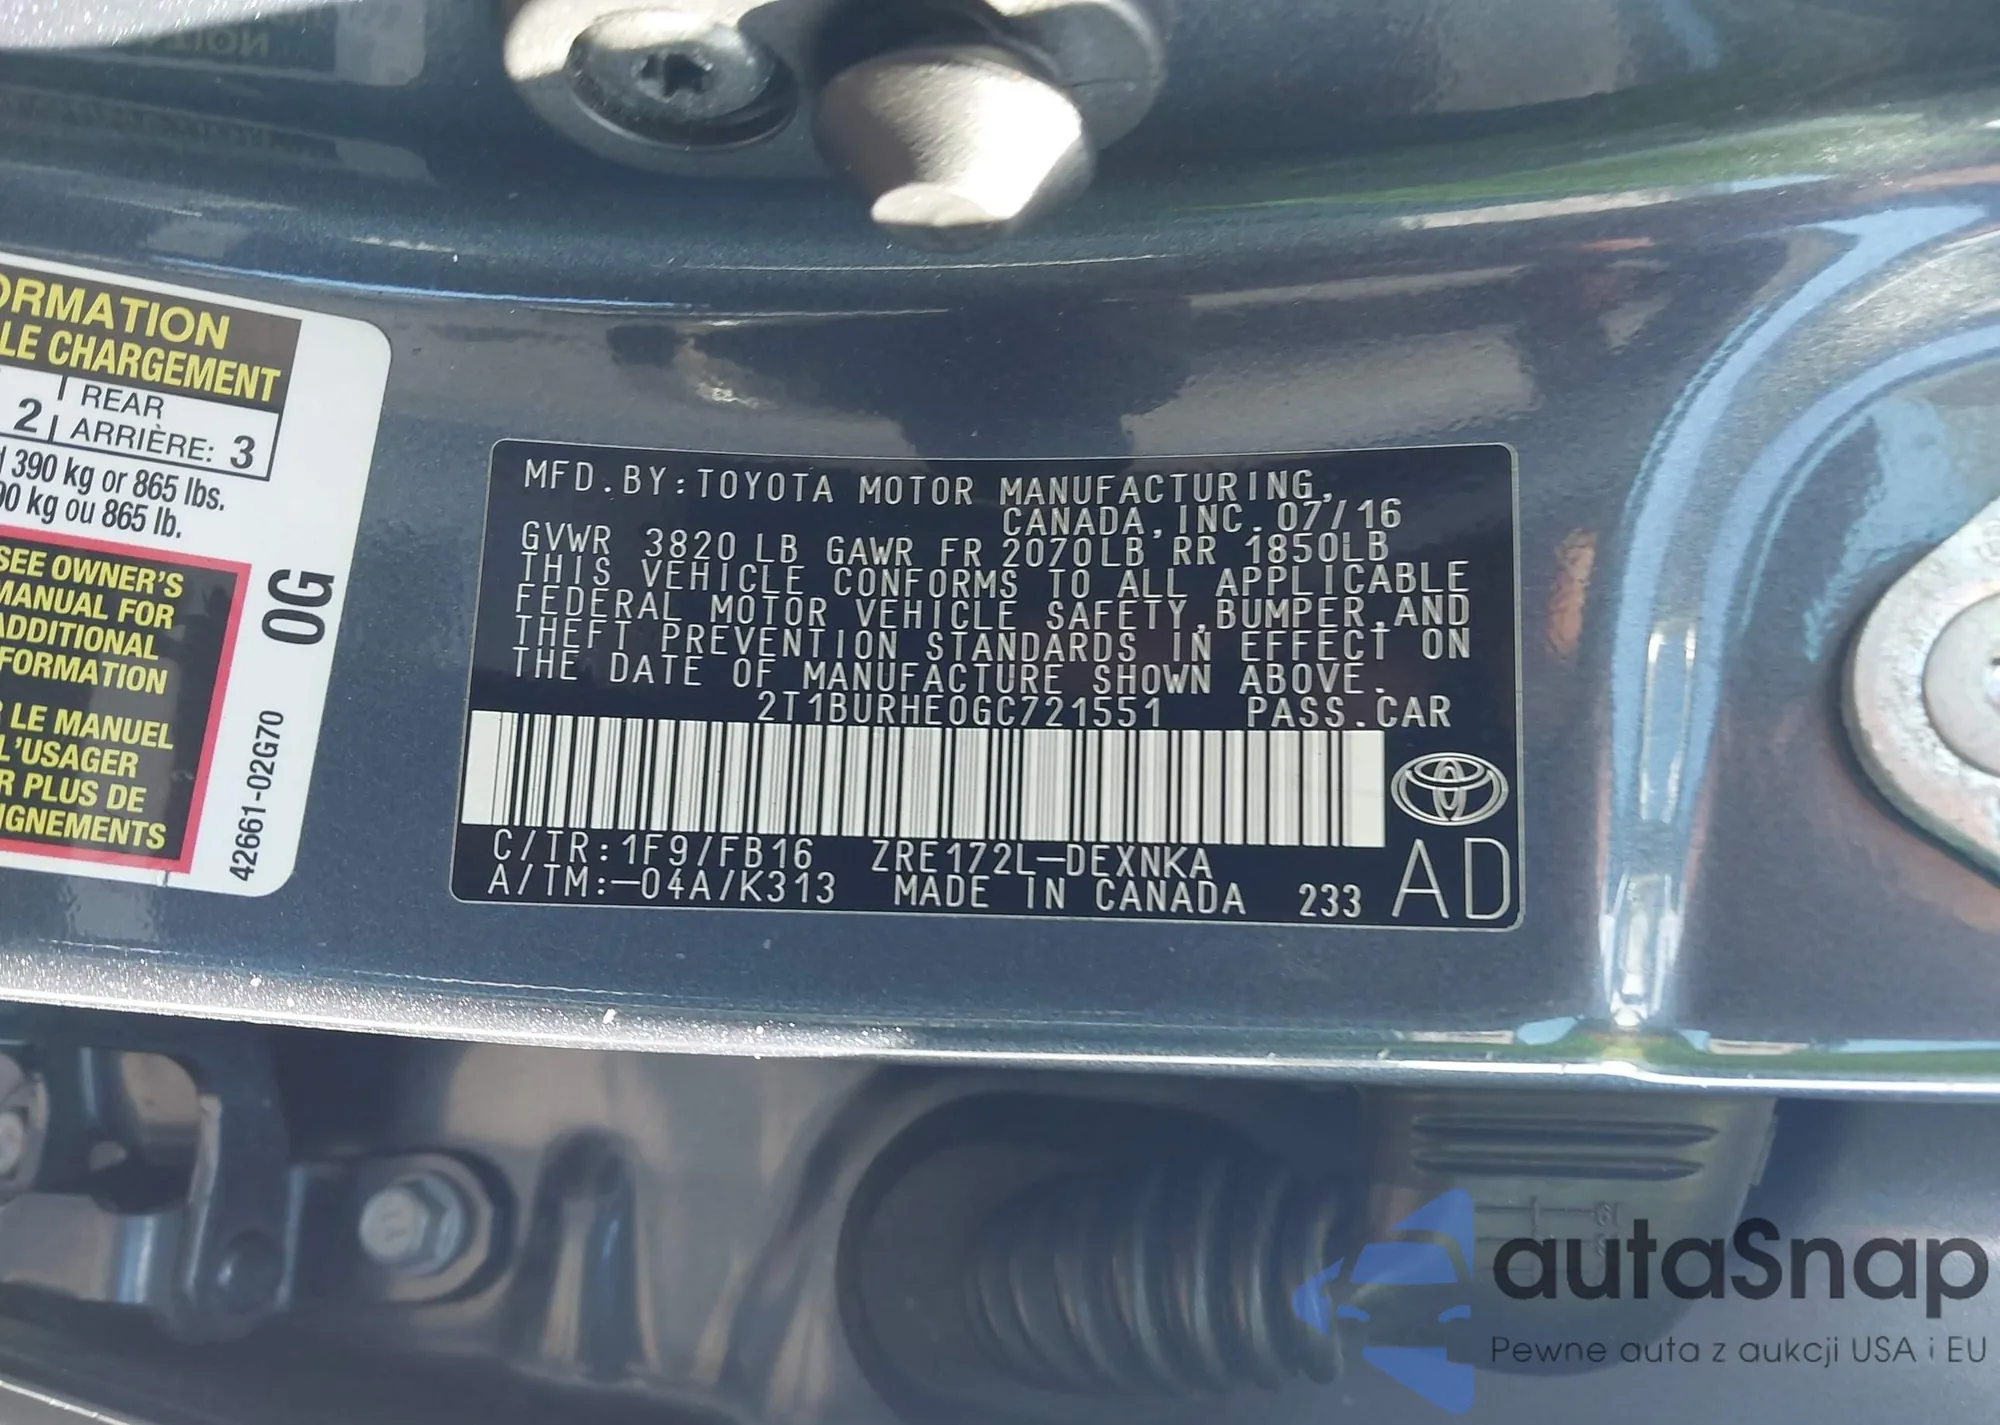 ORMATION
LE CHARGEMENT
2 REAR
ARRIÈRE: 3
390 kg or 865 lbs.
90 kg ou 865 lb.
SEE OWNER'S
MANUAL FOR
ADDITIONAL
FORMATION
LE MANUEL
L'USAGER
R PLUS DE
IGNEMENTS
0G
42661-02G70
MFD.BY:TOYOTA MOTOR MANUFACTURING,
CANADA,INC.07/16
GVWR 3820LB GAWR FR 2070LB RR 1850LB
THIS VEHICLE CONFORMS TO ALL APPLICABLE
FEDERAL MOTOR VEHICLE SAFETY,BUMPER,AND
THEFT PREVENTION STANDARDS IN EFFECT ON
THE DATE OF MANUFACTURE SHOWN ABOVE.
2T1BURHE0GC721551 PASS.CAR
C/TR:1F9/FB16 ZRE172L-DEXNKA
A/TM:-04A/K313 MADE IN CANADA 233
AD
autaSnap
Pewne auta z aukcji USA i EU